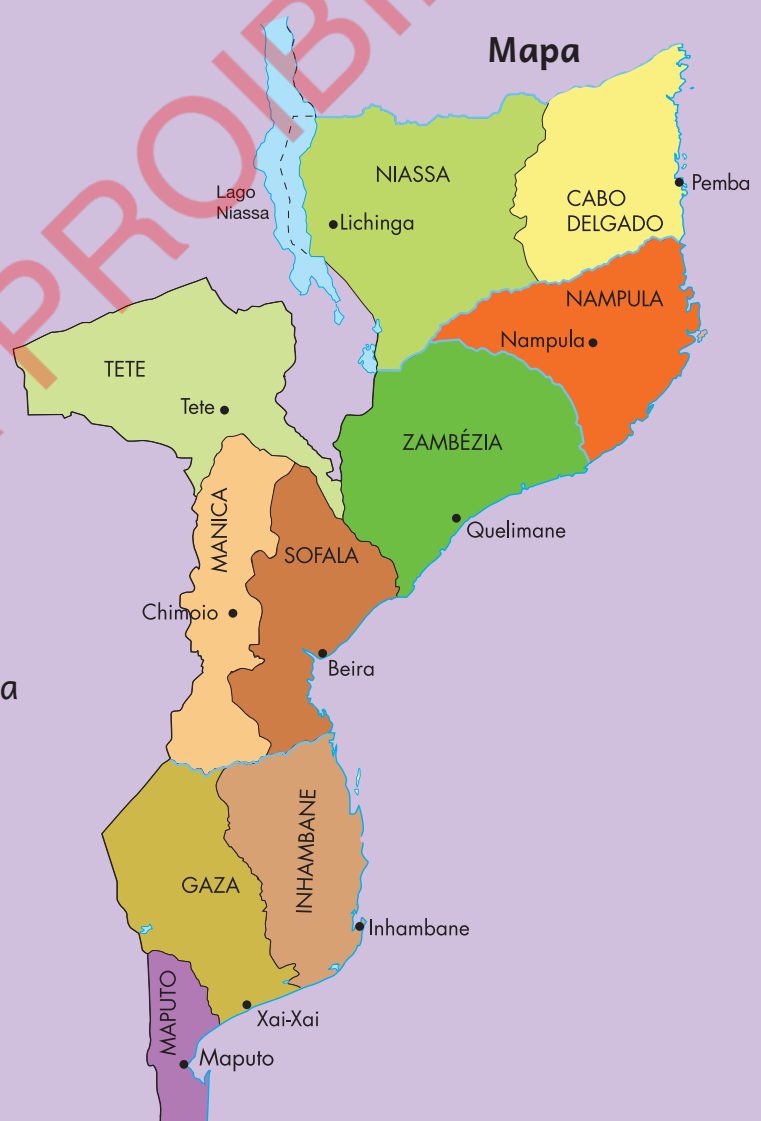 PROIBI
Mapa
NIASSA
Lago
Niassa
Lichinga
CABO
DELGADO
Pemba
NAMPULA
Nampula
TETE
Tete
ZAMBÉZIA
Quelimane
MANICA
SOFALA
Chimoio
Beira
a
INHAMBANE
GAZA
Inhambane
MAPUTO
Xai-Xai
Maputo